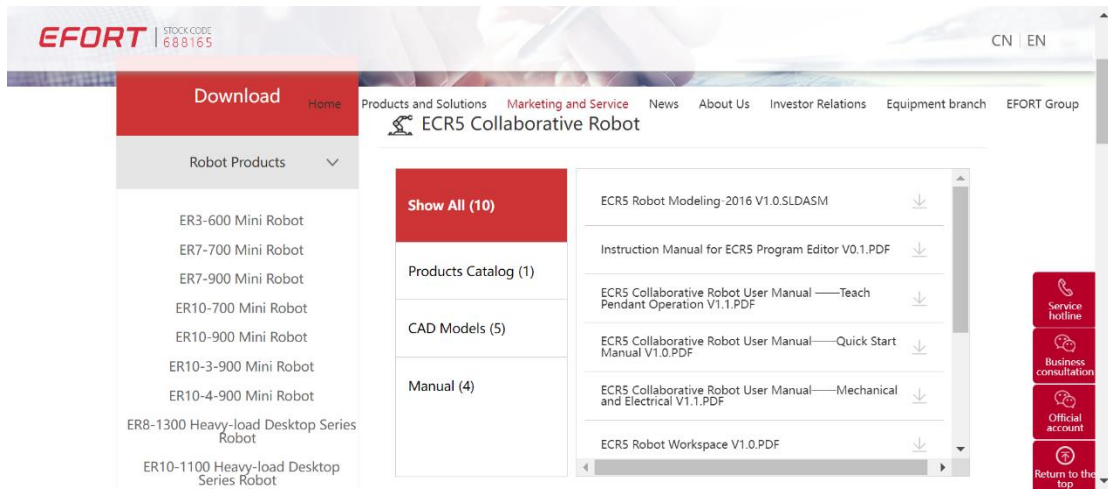 EFORT
STOCK CODE
688165
CN EN
Download
Home Products and Solutions Marketing and Service News About Us Investor Relations Equipment branch EFORT Group
ECR5 Collaborative Robot
Robot Products
ER3-600 Mini Robot
ER7-700 Mini Robot
ER7-900 Mini Robot
ER10-700 Mini Robot
ER10-900 Mini Robot
ER10-3-900 Mini Robot
ER10-4-900 Mini Robot
ER8-1300 Heavy-load Desktop Series
Robot
ER10-1100 Heavy-load Desktop
Series Robot
Show All (10)
Products Catalog (1)
CAD Models (5)
Manual (4)
ECR5 Robot Modeling-2016 V1.0.SLDASM
Instruction Manual for ECR5 Program Editor V0.1.PDF
ECR5 Collaborative Robot User Manual ——Teach
Pendant Operation V1.1.PDF
ECR5 Collaborative Robot User Manual——Quick Start
Manual V1.0.PDF
ECR5 Collaborative Robot User Manual——Mechanical
and Electrical V1.1.PDF
ECR5 Robot Workspace V1.0.PDF
Service
hotline
Business
consultation
Official
account
Return to the
top